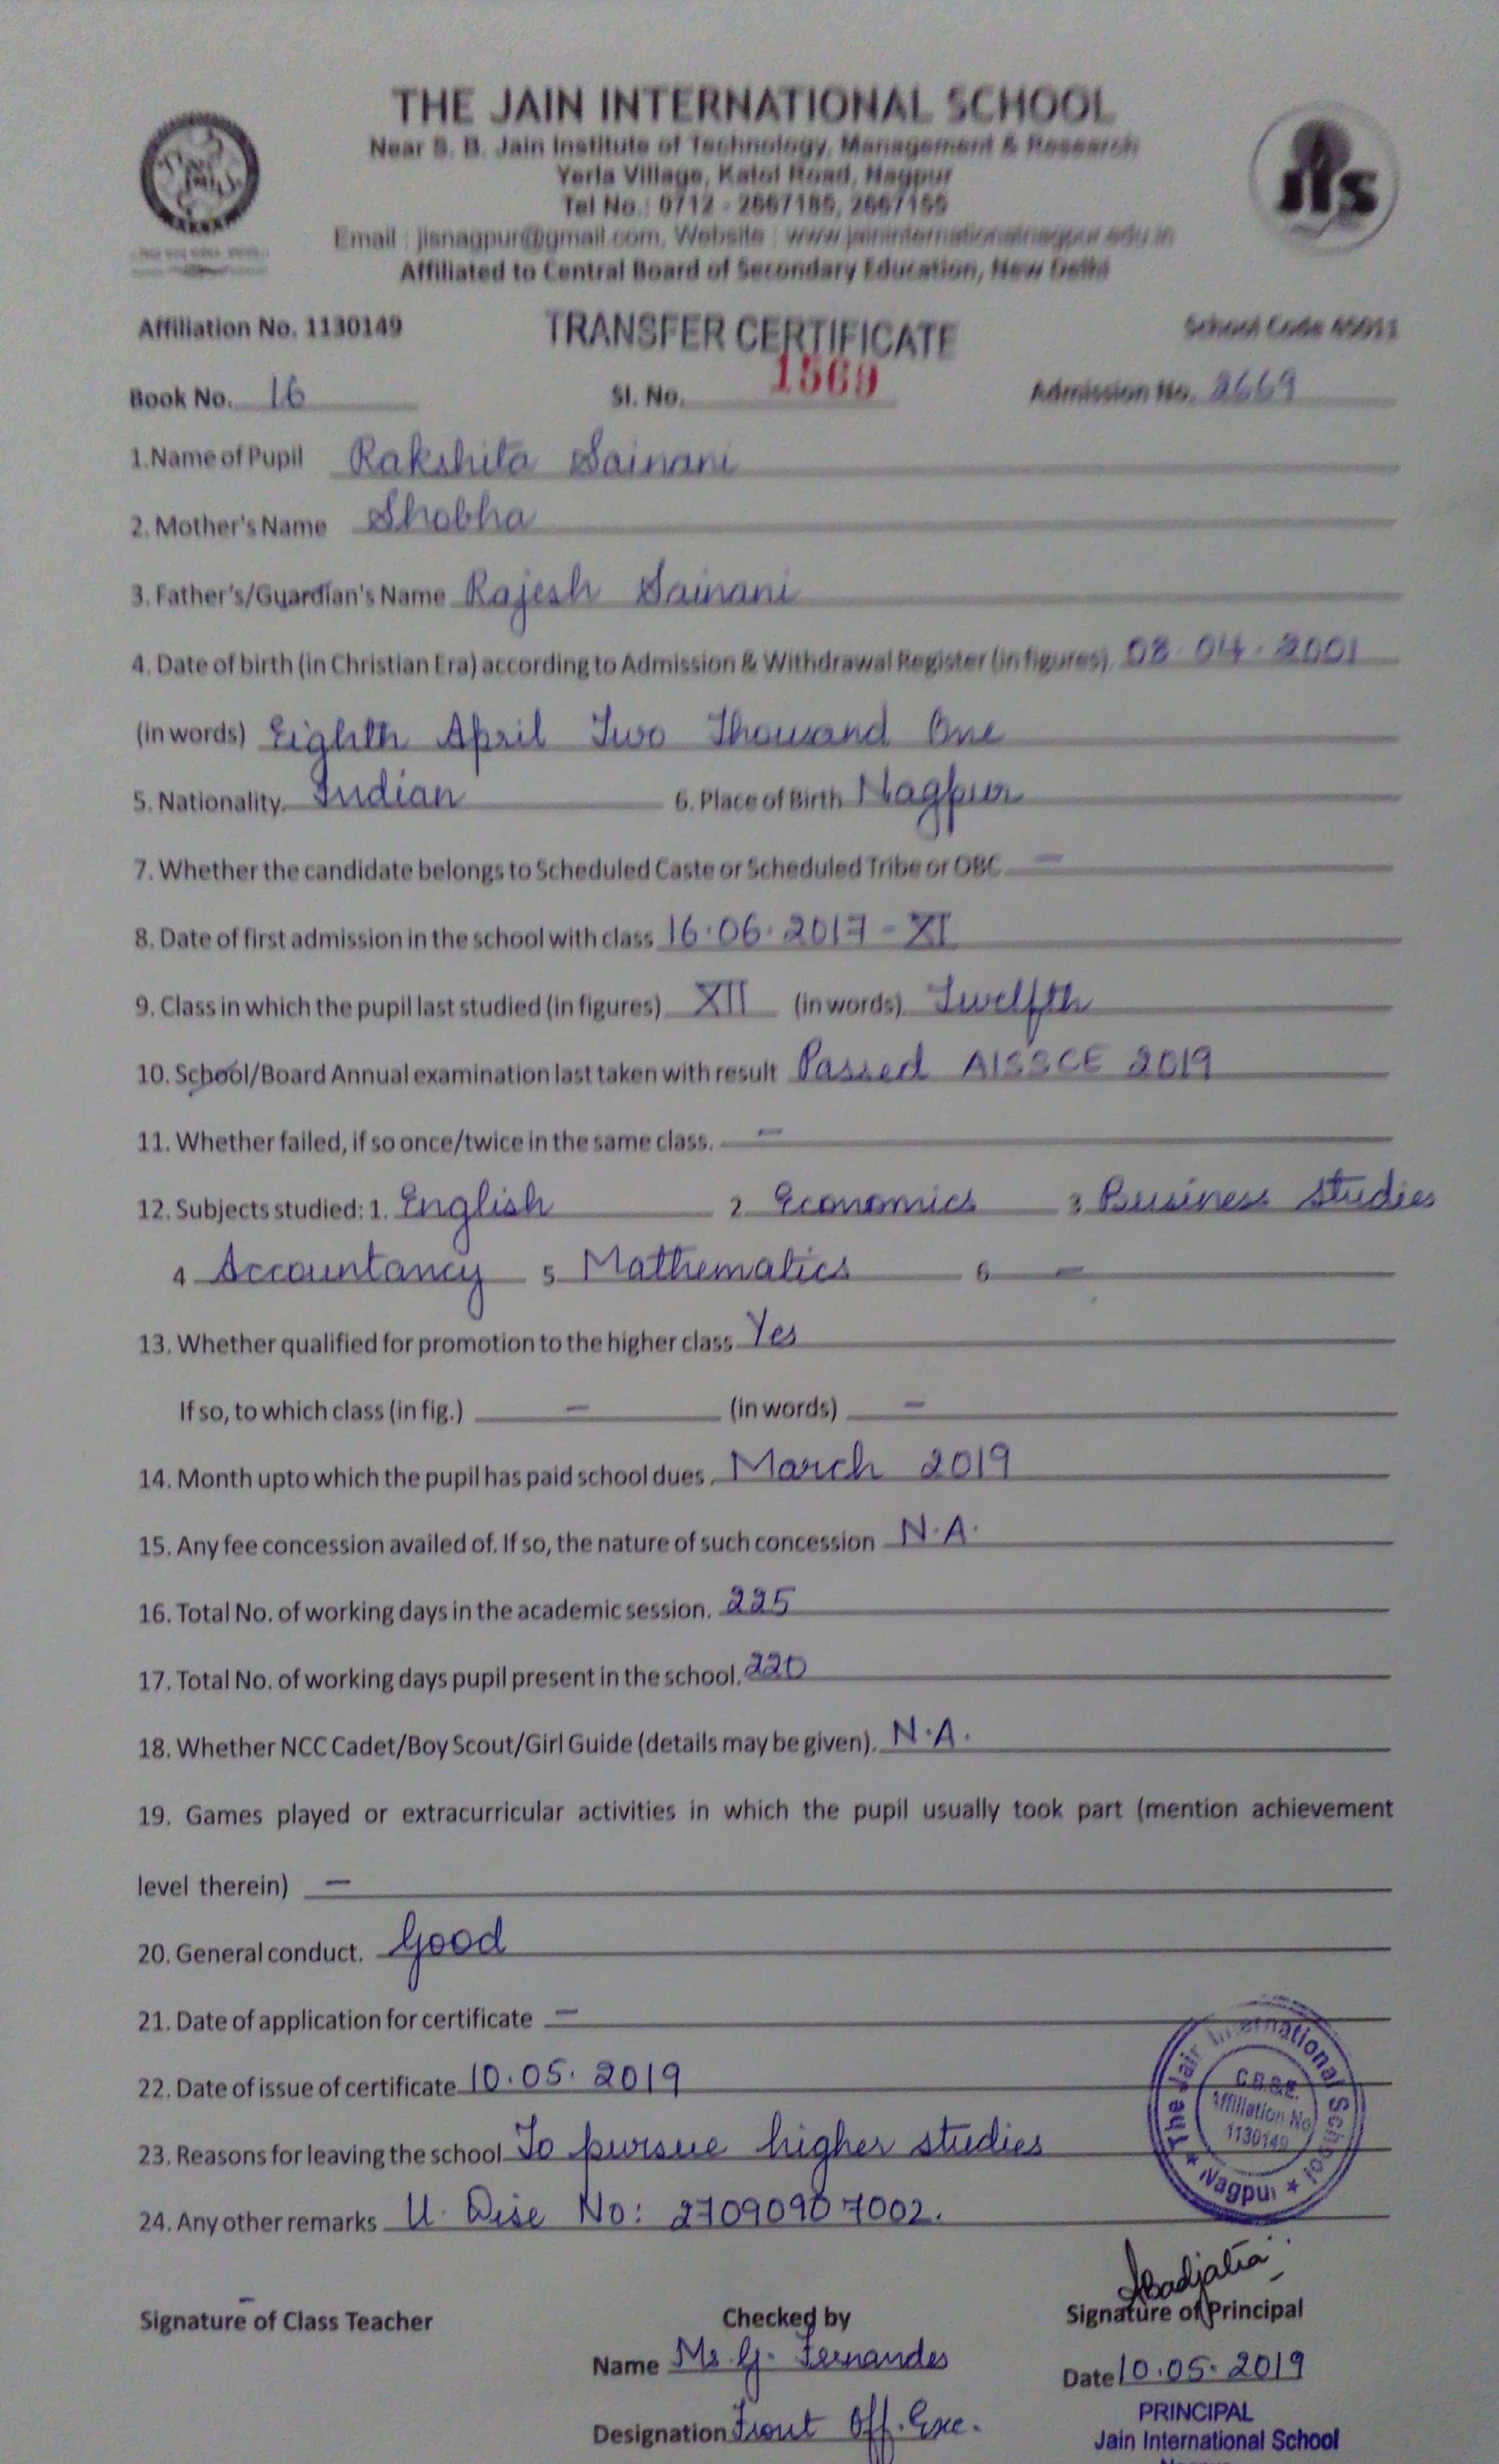 THE JAIN INTERNATIONAL SCHOOL
Near S. B. Jain Institute of Technology, Management & Research
Yerla Village, Katol Road, Nagpur
Tel No.: 0712 - 2667185, 2667155
Email : jisnagpur@gmail.com, Website : www.jaininternationalnagpur.edu.in
Affiliated to Central Board of Secondary Education, New Delhi
jis
Affiliation No. 1130149 TRANSFER CERTIFICATE School Code
Book No. 16 Sl. No. 1569 Admission No. 2669
1.Name of Pupil Rakshita Sainani
2. Mother's Name Shobha
3. Father's/Guardian's Name Rajesh Sainani
4. Date of birth (in Christian Era) according to Admission & Withdrawal Register (in figures) 08.04.2001
(in words) Eighth April Two Thousand One
5. Nationality. Indian 6. Place of Birth Nagpur
7. Whether the candidate belongs to Scheduled Caste or Scheduled Tribe or OBC -
8. Date of first admission in the school with class 16.06.2017 - XI
9. Class in which the pupil last studied (in figures) XII (in words) Twelfth
10. School/Board Annual examination last taken with result Passed AISSCE 2019
11. Whether failed, if so once/twice in the same class. -
12. Subjects studied: 1. English 2 Economics 3 Business Studies
4 Accountancy 5 Mathematics 6 -
13. Whether qualified for promotion to the higher class Yes
If so, to which class (in fig.) - (in words) -
14. Month upto which the pupil has paid school dues. March 2019
15. Any fee concession availed of. If so, the nature of such concession N.A.
16. Total No. of working days in the academic session. 225
17. Total No. of working days pupil present in the school. 220
18. Whether NCC Cadet/Boy Scout/Girl Guide (details may be given). N.A.
19. Games played or extracurricular activities in which the pupil usually took part (mention achievement
level therein) -
20. General conduct. Good
21. Date of application for certificate -
22. Date of issue of certificate 10.05.2019
23. Reasons for leaving the school To pursue higher studies
24. Any other remarks U. Dise No: 27090907002.
The Jain International School
C.B.S.E.
Affiliation No
1130149
★ Nagpur ★
Signature of Class Teacher Checked by Signature of Principal
Name Ms. G. Fernandes Date 10.05.2019
PRINCIPAL
Designation Front Off. Exe. Jain International School